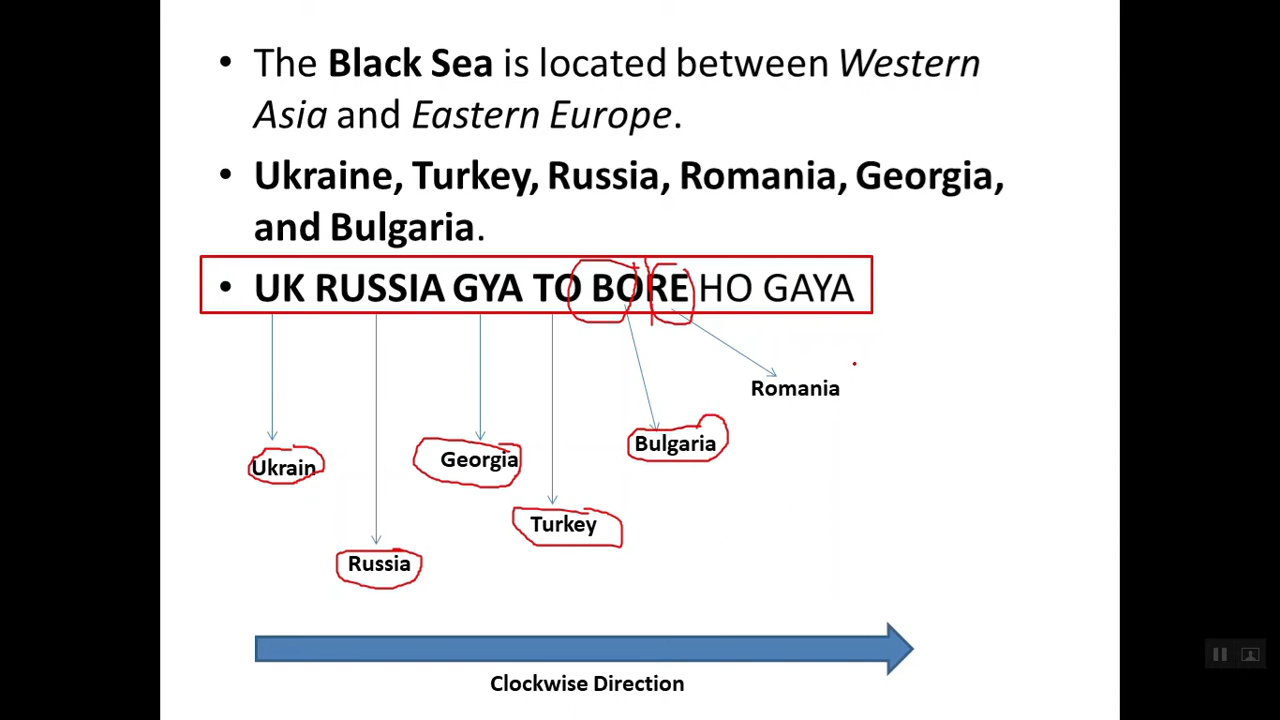 • The Black Sea is located between Western
Asia and Eastern Europe.
• Ukraine, Turkey, Russia, Romania, Georgia,
and Bulgaria.
• UK RUSSIA GYA TO BORE HO GAYA
Romania
Bulgaria
Georgia
Ukrain
Turkey
Russia
Clockwise Direction